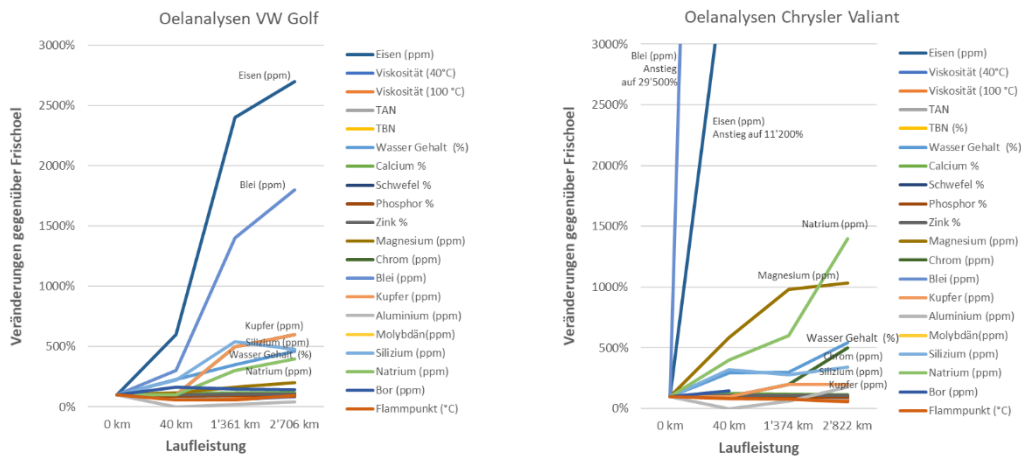 Oelanalysen VW Golf
Veränderungen gegenüber Frischoel
3000%
2500%
2000%
1500%
1000%
500%
0%
Eisen (ppm)
Blei (ppm)
Kupfer (ppm)
Silizium (ppm)
Wasser Gehalt (%)
Natrium (ppm)
0 km
40 km
1'361 km
2'706 km
Laufleistung
Eisen (ppm)
Viskosität (40°C)
Viskosität (100 °C)
TAN
TBN
Wasser Gehalt (%)
Calcium %
Schwefel %
Phosphor %
Zink %
Magnesium (ppm)
Chrom (ppm)
Blei (ppm)
Kupfer (ppm)
Aluminium (ppm)
Molybdän(ppm)
Silizium (ppm)
Natrium (ppm)
Bor (ppm)
Flammpunkt (°C)
Oelanalysen Chrysler Valiant
Veränderungen gegenüber Frischoel
3000%
2500%
2000%
1500%
1000%
500%
0%
Blei (ppm)
Anstieg
auf 29'500%
Eisen (ppm)
Anstieg auf 11'200%
Natrium (ppm)
Magnesium (ppm)
Wasser Gehalt (%)
Chrom (ppm)
Silizium (ppm)
Kupfer (ppm)
0 km
40 km
1'374 km
2'822 km
Laufleistung
Eisen (ppm)
Viskosität (40°C)
Viskosität (100 °C)
TAN
TBN (%)
Wasser Gehalt (%)
Calcium %
Schwefel %
Phosphor %
Zink %
Magnesium (ppm)
Chrom (ppm)
Blei (ppm)
Kupfer (ppm)
Aluminium (ppm)
Molybdän(ppm)
Silizium (ppm)
Natrium (ppm)
Bor (ppm)
Flammpunkt (°C)